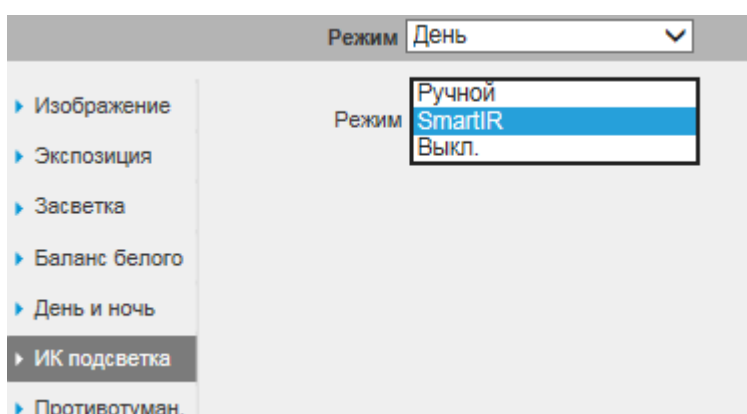 Режим День
Изображение
Экспозиция
Засветка
Баланс белого
День и ночь
ИК подсветка
Противотуман.
Режим
Ручной
SmartIR
Выкл.